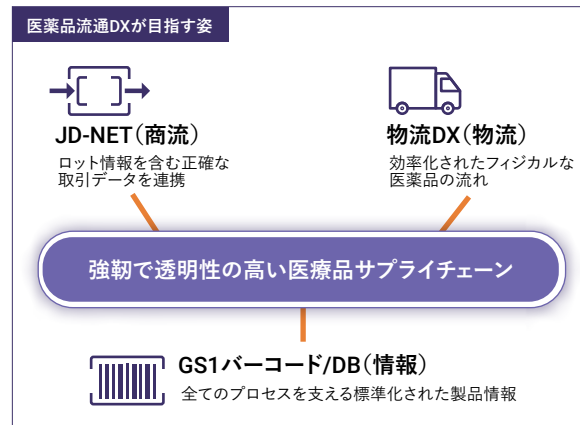 医薬品流通DXが目指す姿
JD-NET（商流）
ロット情報を含む正確な
取引データを連携
物流DX（物流）
効率化されたフィジカルな
医薬品の流れ
強靭で透明性の高い医療品サプライチェーン
GS1バーコード/DB（情報）
全てのプロセスを支える標準化された製品情報